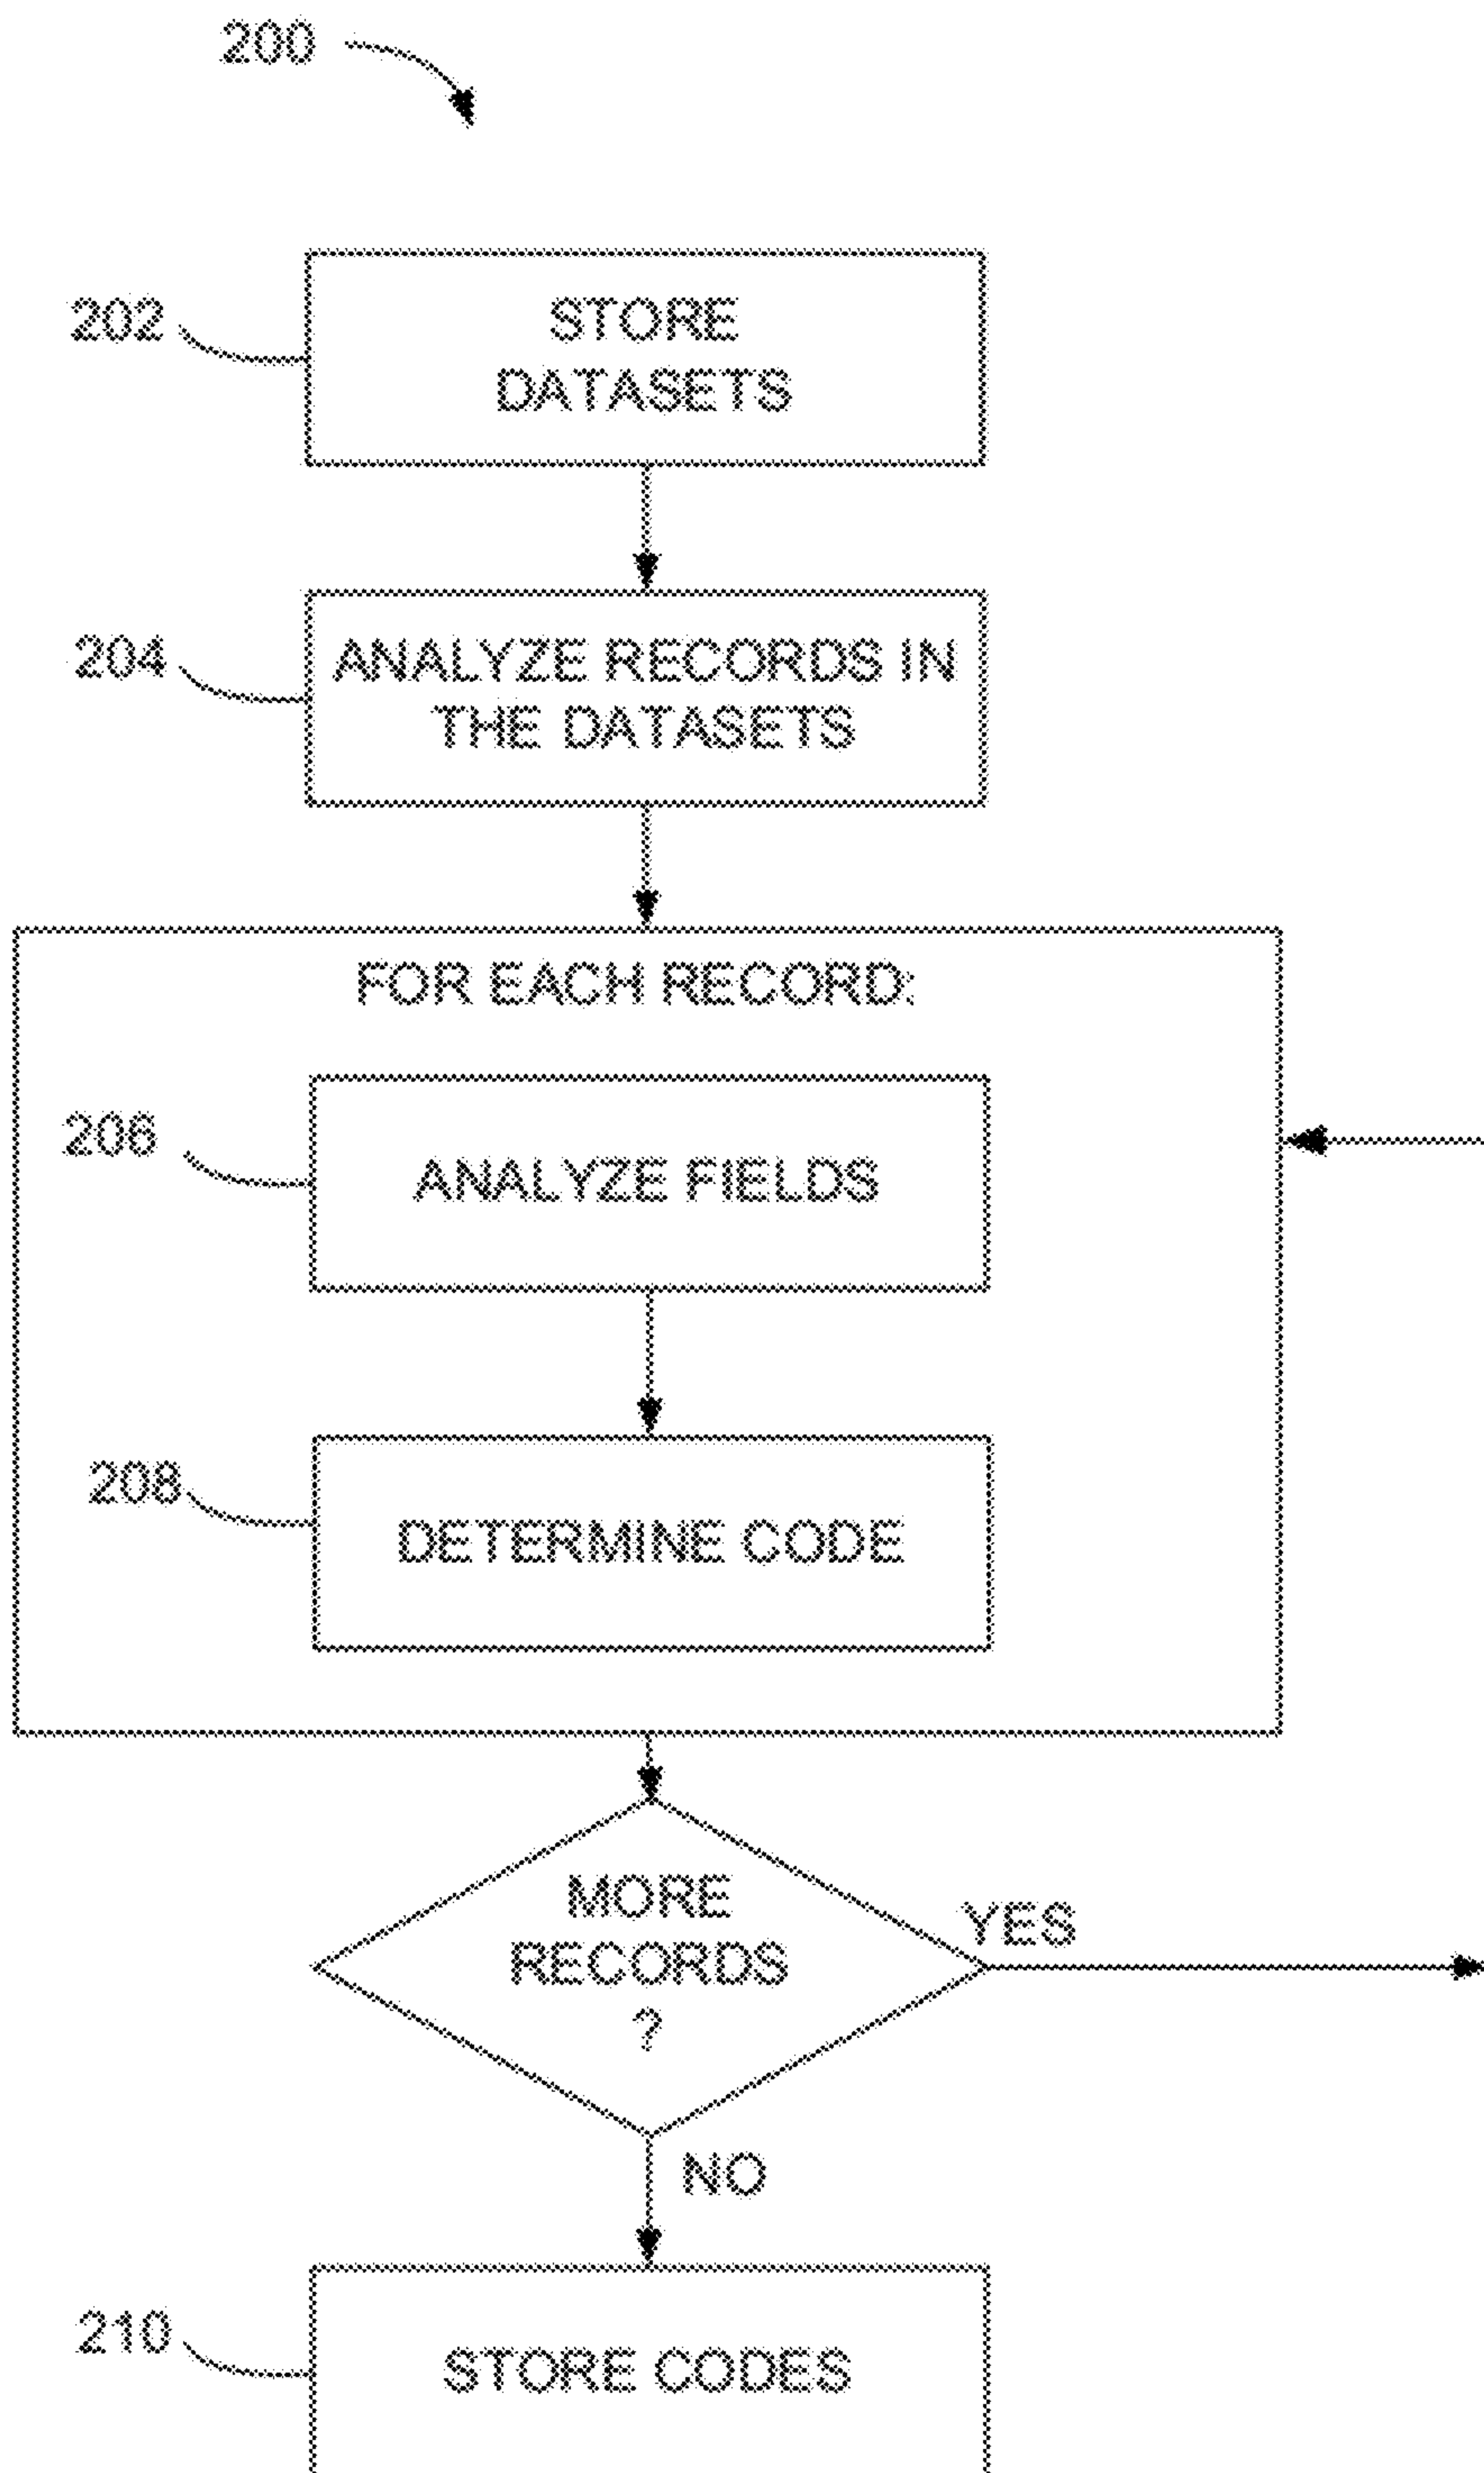 200
202
STORE
DATASETS
204
ANALYZE RECORDS IN
THE DATASETS
FOR EACH RECORD:
206
ANALYZE FIELDS
208
DETERMINE CODE
MORE
RECORDS
?
YES
NO
210
STORE CODES